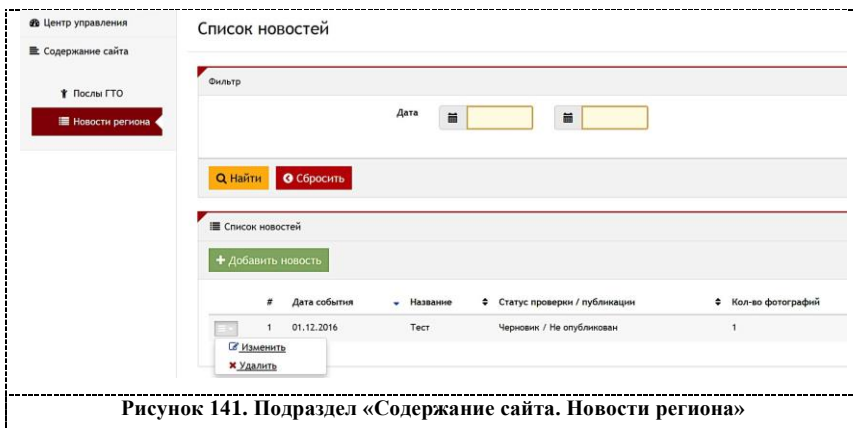 Центр управления
Содержание сайта
Послы ГТО
Новости региона
Список новостей
Фильтр
Дата
Найти
Сбросить
Список новостей
+ Добавить новость
# Дата события Название Статус проверки / публикации Кол-во фотографий
1 01.12.2016 Тест Черновик / Не опубликован 1
Изменить
Удалить
Рисунок 141. Подраздел «Содержание сайта. Новости региона»